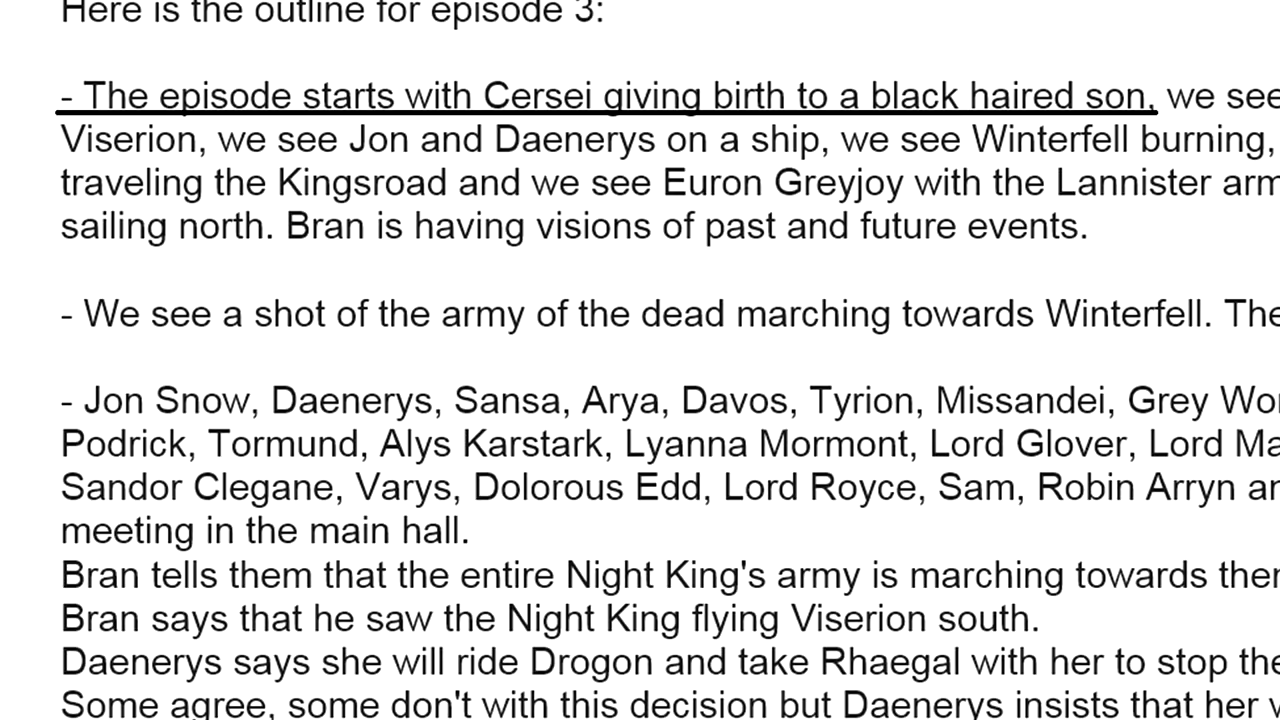 Here is the outline for episode 3:
- The episode starts with Cersei giving birth to a black haired son, we see
Viserion, we see Jon and Daenerys on a ship, we see Winterfell burning,
traveling the Kingsroad and we see Euron Greyjoy with the Lannister arm
sailing north. Bran is having visions of past and future events.
- We see a shot of the army of the dead marching towards Winterfell. The
- Jon Snow, Daenerys, Sansa, Arya, Davos, Tyrion, Missandei, Grey Wor
Podrick, Tormund, Alys Karstark, Lyanna Mormont, Lord Glover, Lord Ma
Sandor Clegane, Varys, Dolorous Edd, Lord Royce, Sam, Robin Arryn an
meeting in the main hall.
Bran tells them that the entire Night King's army is marching towards ther
Bran says that he saw the Night King flying Viserion south.
Daenerys says she will ride Drogon and take Rhaegal with her to stop the
Some agree, some don't with this decision but Daenerys insists that her